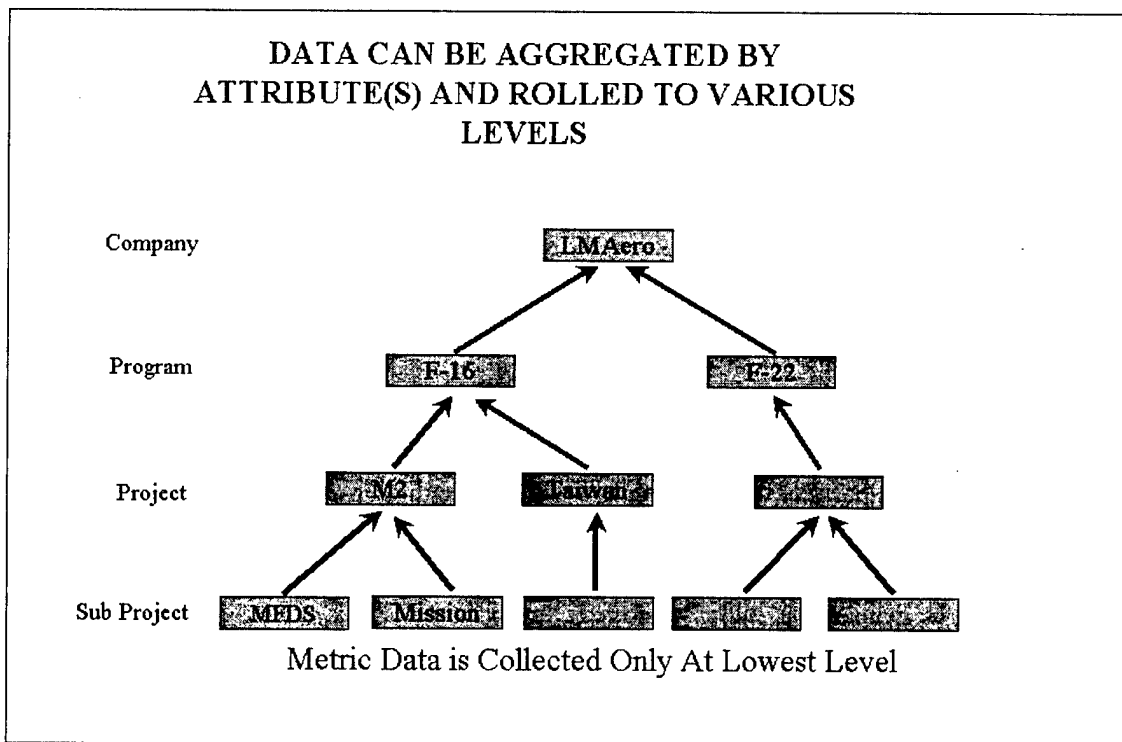 DATA CAN BE AGGREGATED BY
ATTRIBUTE(S) AND ROLLED TO VARIOUS
LEVELS
Company
LMAero
Program
F-16
F-22
Project
M2
Taiwan
Sub Project
MFDS
Mission
Metric Data is Collected Only At Lowest Level